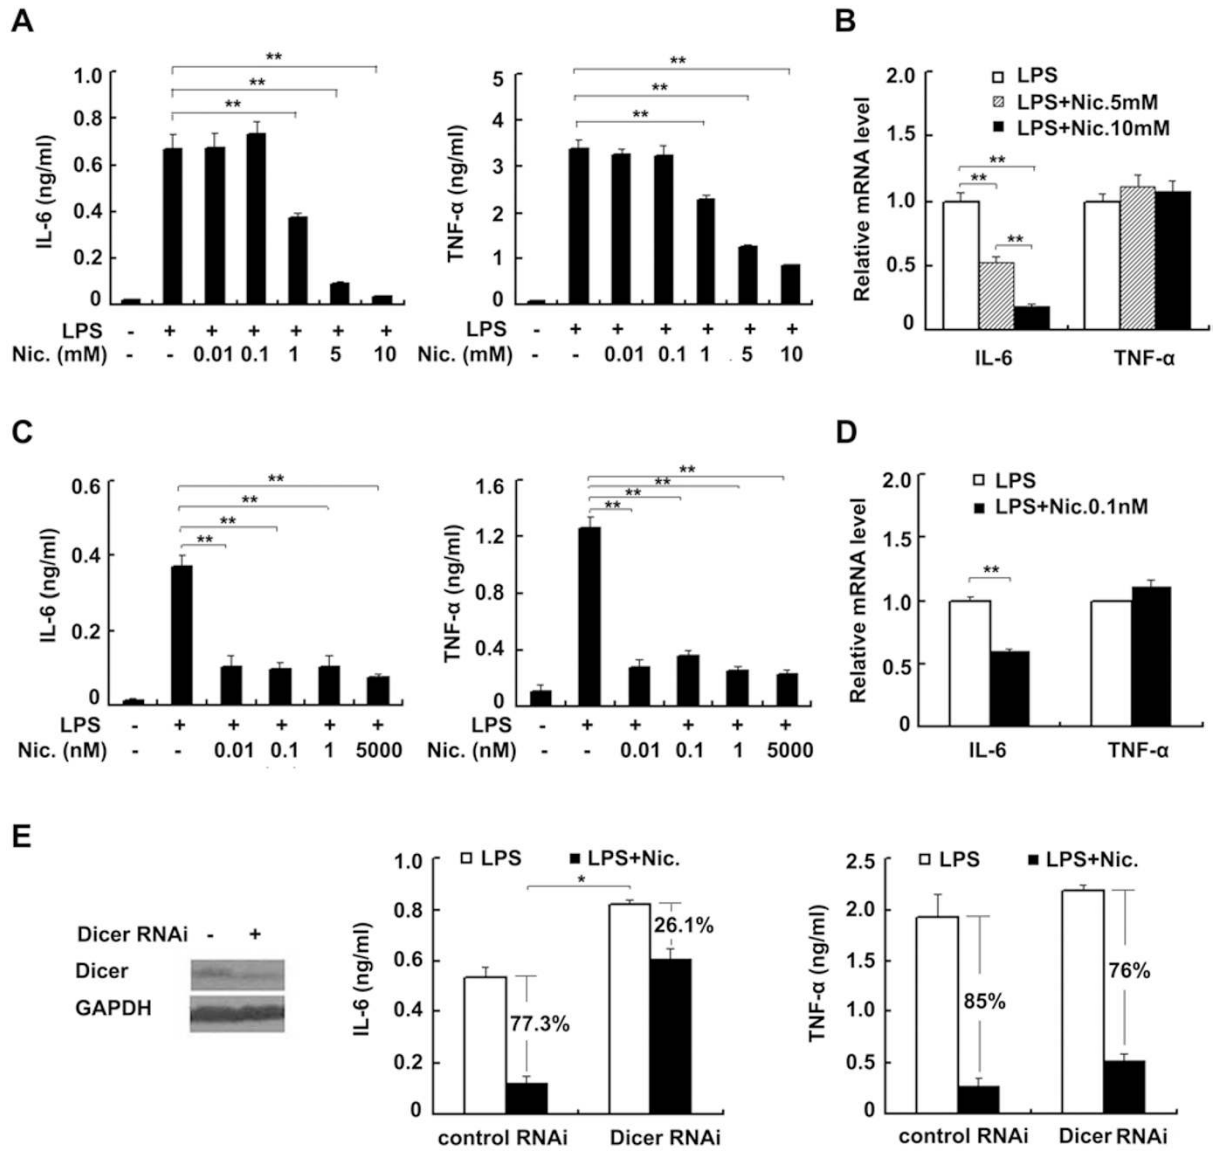 A
**
**
**
1.0
0.8
0.6
0.4
0.2
0
IL-6 (ng/ml)
LPS - + + + + + +
Nic. (mM) - - 0.01 0.1 1 5 10
**
**
**
5
4
3
2
1
0
TNF-α (ng/ml)
LPS - + + + + + +
Nic. (mM) - - 0.01 0.1 1 5 10
B
2.0
1.5
1.0
0.5
0
Relative mRNA level
LPS
LPS+Nic.5mM
LPS+Nic.10mM
**
**
**
IL-6 TNF-α
C
0.6
0.4
0.2
0
IL-6 (ng/ml)
**
**
**
**
LPS - + + + + +
Nic. (nM) - - 0.01 0.1 1 5000
1.6
1.2
0.8
0.4
0
TNF-α (ng/ml)
**
**
**
**
LPS - + + + + +
Nic. (nM) - - 0.01 0.1 1 5000
D
2.0
1.5
1.0
0.5
0
Relative mRNA level
LPS
LPS+Nic.0.1nM
**
IL-6 TNF-α
E
Dicer RNAi - +
Dicer
GAPDH
1.0
0.8
0.6
0.4
0.2
0
IL-6 (ng/ml)
LPS LPS+Nic.
*
26.1%
77.3%
control RNAi Dicer RNAi
2.5
2.0
1.5
1.0
0.5
0
TNF-α (ng/ml)
LPS LPS+Nic.
76%
85%
control RNAi Dicer RNAi